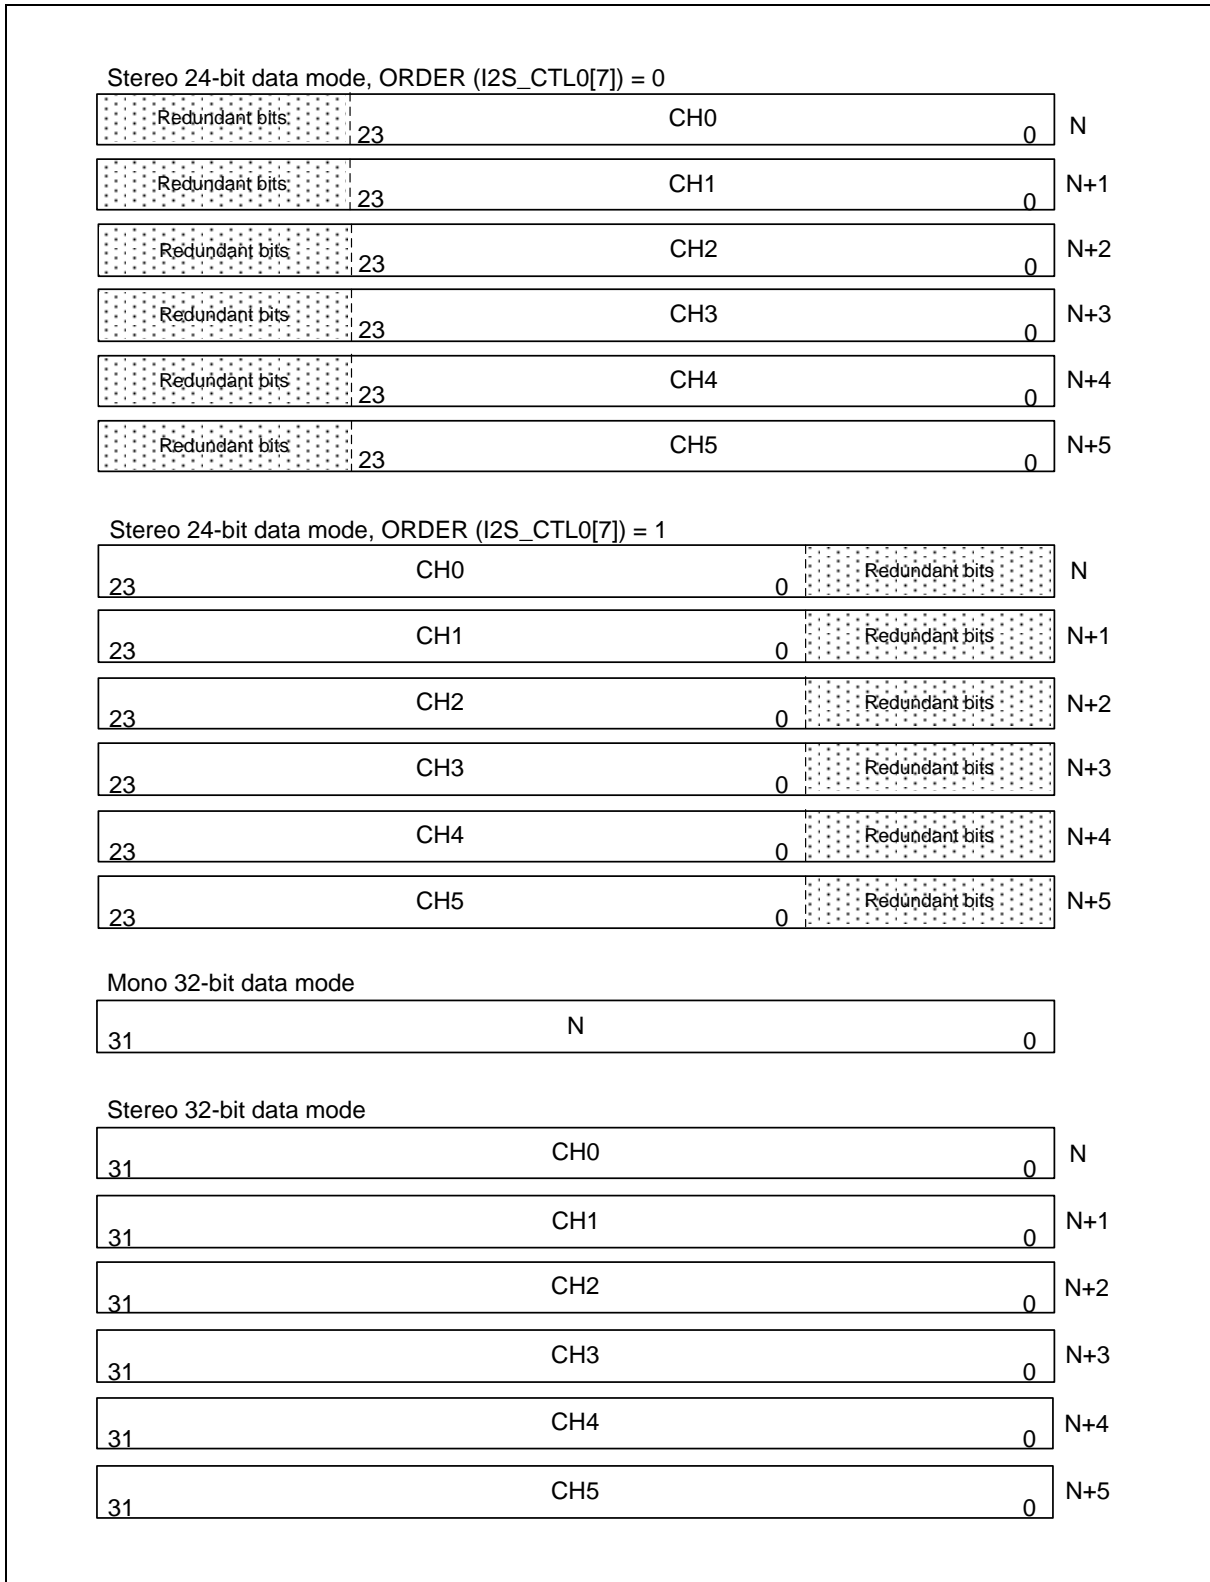 Stereo 24-bit data mode, ORDER (I2S_CTL0[7]) = 0
Redundant bits 23 CH0 0 N
Redundant bits 23 CH1 0 N+1
Redundant bits 23 CH2 0 N+2
Redundant bits 23 CH3 0 N+3
Redundant bits 23 CH4 0 N+4
Redundant bits 23 CH5 0 N+5
Stereo 24-bit data mode, ORDER (I2S_CTL0[7]) = 1
23 CH0 0 Redundant bits N
23 CH1 0 Redundant bits N+1
23 CH2 0 Redundant bits N+2
23 CH3 0 Redundant bits N+3
23 CH4 0 Redundant bits N+4
23 CH5 0 Redundant bits N+5
Mono 32-bit data mode
31 N 0
Stereo 32-bit data mode
31 CH0 0 N
31 CH1 0 N+1
31 CH2 0 N+2
31 CH3 0 N+3
31 CH4 0 N+4
31 CH5 0 N+5